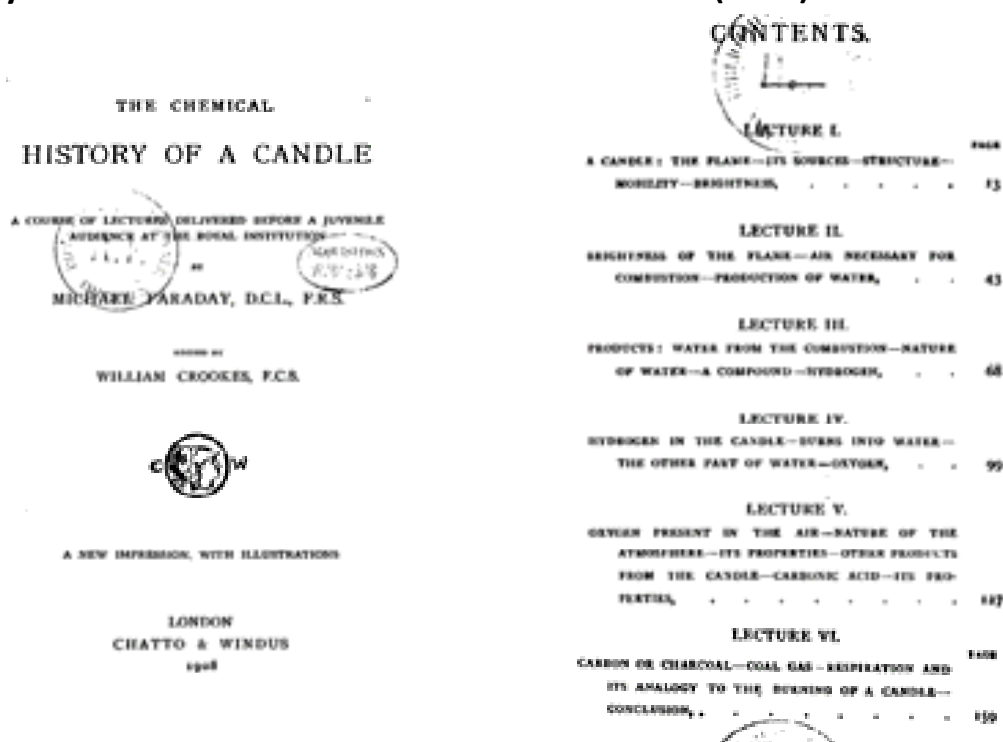 THE CHEMICAL
HISTORY OF A CANDLE
A COURSE OF LECTURES DELIVERED BEFORE A JUVENILE
AUDIENCE AT THE ROYAL INSTITUTION
BY
MICHAEL FARADAY, D.C.L., F.R.S.
EDITED BY
WILLIAM CROOKES, F.C.S.
C W
A NEW IMPRESSION, WITH ILLUSTRATIONS
LONDON
CHATTO & WINDUS
1908
CONTENTS.
LECTURE I.
PAGE
A CANDLE: THE FLAME—ITS SOURCES—STRUCTURE—
MOBILITY—BRIGHTNESS, . . . . . 13
LECTURE II.
BRIGHTNESS OF THE FLAME—AIR NECESSARY FOR
COMBUSTION—PRODUCTION OF WATER, . . 43
LECTURE III.
PRODUCTS: WATER FROM THE COMBUSTION—NATURE
OF WATER—A COMPOUND—HYDROGEN, . . 68
LECTURE IV.
HYDROGEN IN THE CANDLE—BURNS INTO WATER—
THE OTHER PART OF WATER—OXYGEN, . . 99
LECTURE V.
OXYGEN PRESENT IN THE AIR—NATURE OF THE
ATMOSPHERE—ITS PROPERTIES—OTHER PRODUCTS
FROM THE CANDLE—CARBONIC ACID—ITS PRO-
PERTIES, . . . . . . . . 127
LECTURE VI.
PAGE
CARBON OR CHARCOAL—COAL GAS—RESPIRATION AND
ITS ANALOGY TO THE BURNING OF A CANDLE—
CONCLUSION, . . . . . . . 159